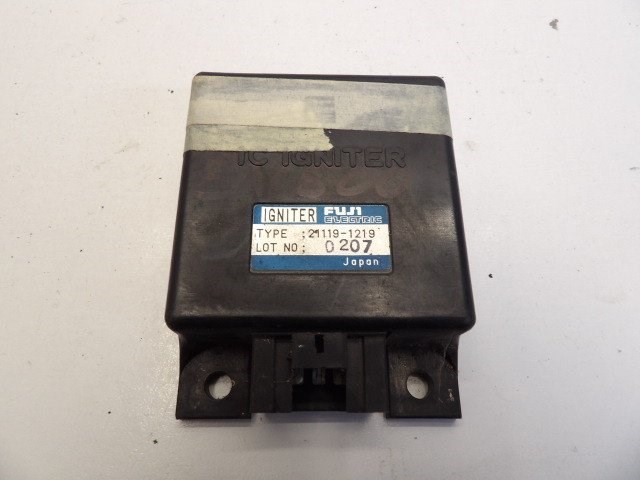 IC IGNITER
IGNITER FUJI ELECTRIC
TYPE ; 21119-1219
LOT NO; 0207
Japan